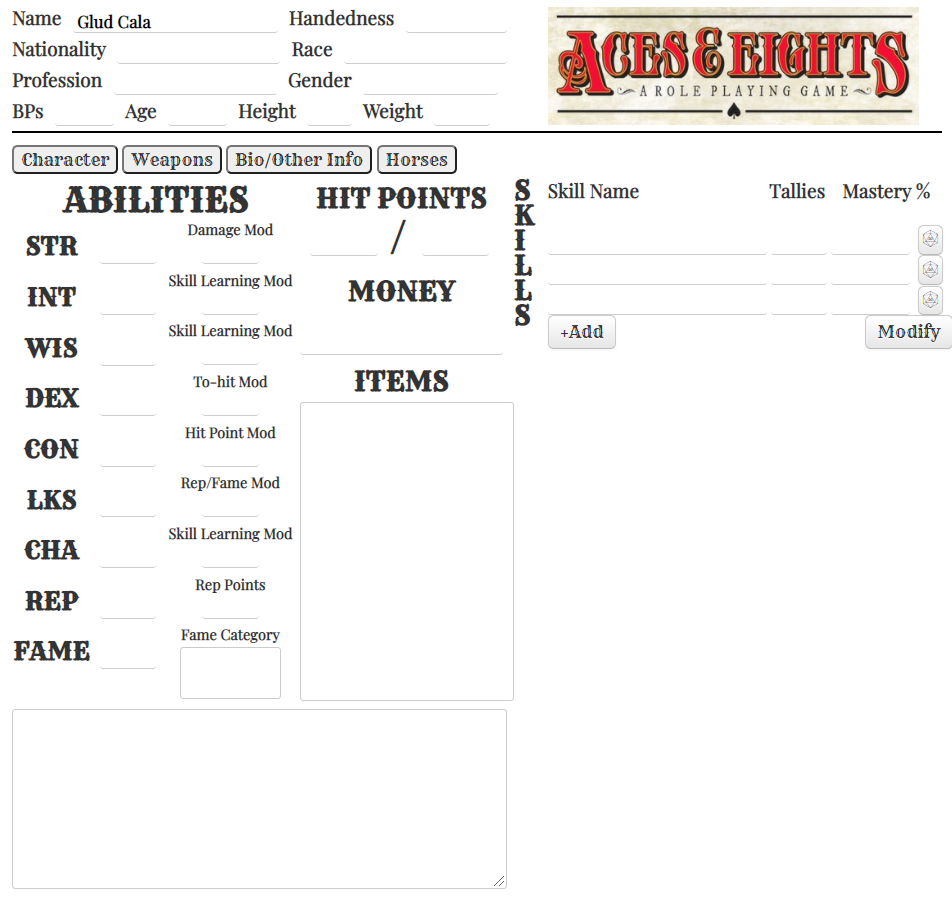 Name Glud Cala Handedness
Nationality Race
Profession Gender
BPs Age Height Weight
ACES & EIGHTS
A ROLE PLAYING GAME
Character Weapons Bio/Other Info Horses
ABILITIES
STR Damage Mod
INT Skill Learning Mod
WIS Skill Learning Mod
DEX To-hit Mod
CON Hit Point Mod
LKS Rep/Fame Mod
CHA Skill Learning Mod
REP Rep Points
FAME Fame Category
HIT POINTS
/
MONEY
ITEMS
SKILLS
Skill Name Tallies Mastery %
+Add Modify